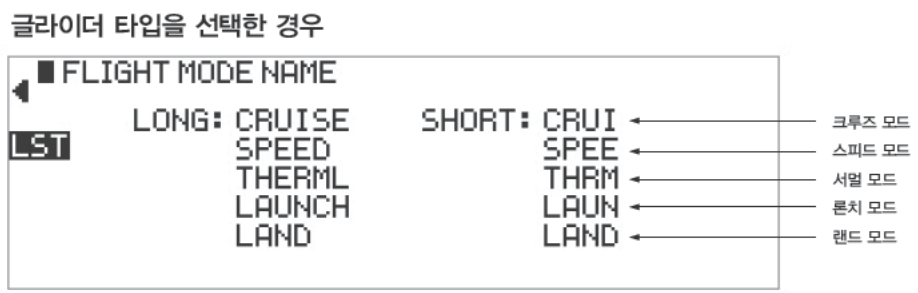 글라이더 타입을 선택한 경우
FLIGHT MODE NAME
LONG: CRUISE SHORT: CRUI 크루즈 모드
LST SPEED SPEE 스피드 모드
THERML THRM 서멀 모드
LAUNCH LAUN 론치 모드
LAND LAND 랜드 모드